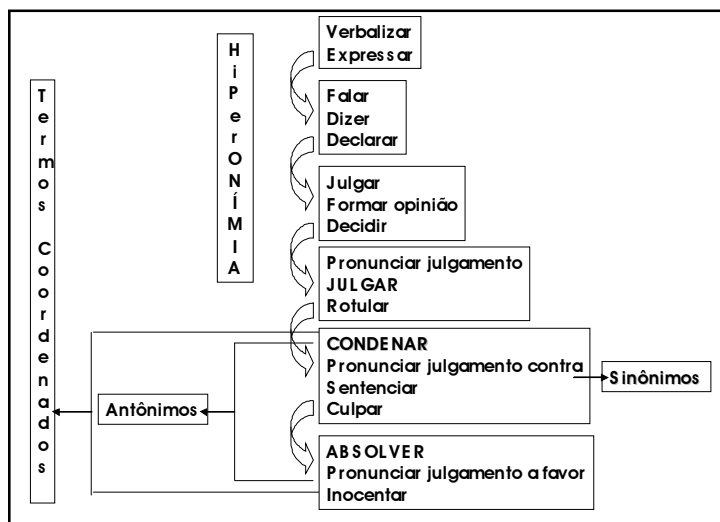 Termos Coordenados
HiPerONÍMIA
Verbalizar
Expressar
Falar
Dizer
Declarar
Julgar
Formar opinião
Decidir
Pronunciar julgamento
JULGAR
Rotular
CONDENAR
Pronunciar julgamento contra
Sentenciar
Culpar
Sinônimos
Antônimos
ABSOLVER
Pronunciar julgamento a favor
Inocentar